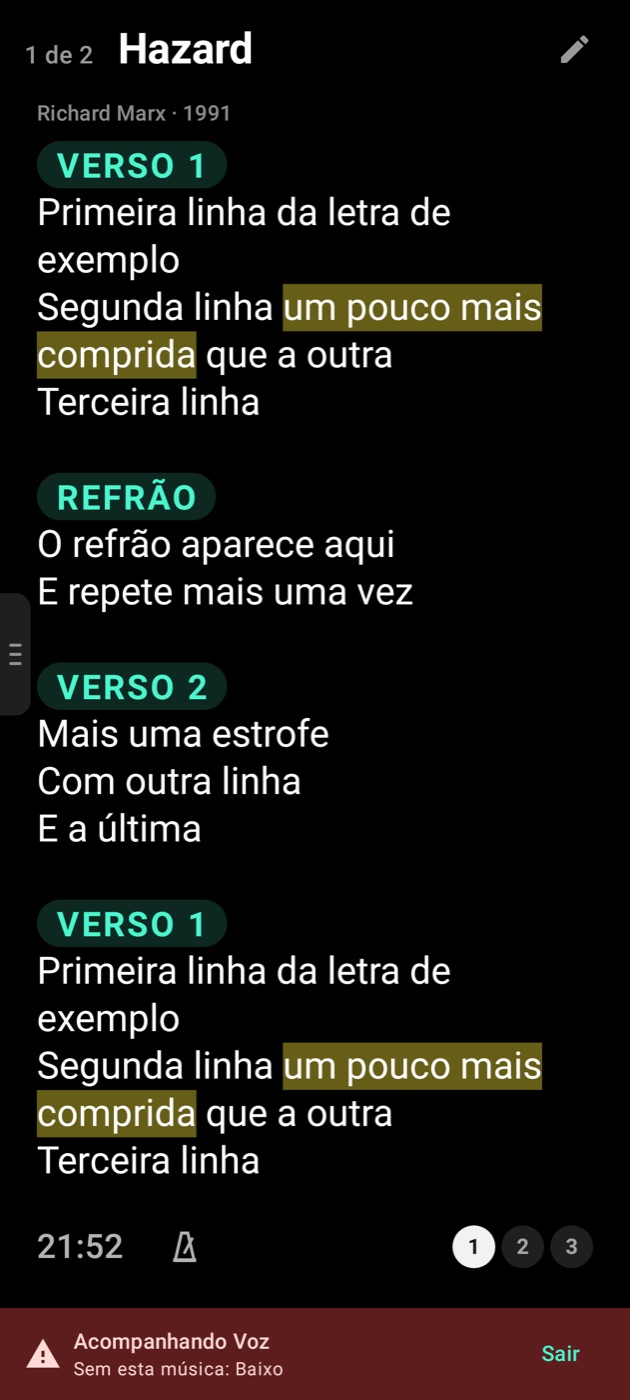 1 de 2 Hazard
Richard Marx · 1991
VERSO 1
Primeira linha da letra de
exemplo
Segunda linha um pouco mais
comprida que a outra
Terceira linha
REFRÃO
O refrão aparece aqui
E repete mais uma vez
VERSO 2
Mais uma estrofe
Com outra linha
E a última
VERSO 1
Primeira linha da letra de
exemplo
Segunda linha um pouco mais
comprida que a outra
Terceira linha
21:52 1 2 3
Acompanhando Voz
Sem esta música: Baixo
Sair